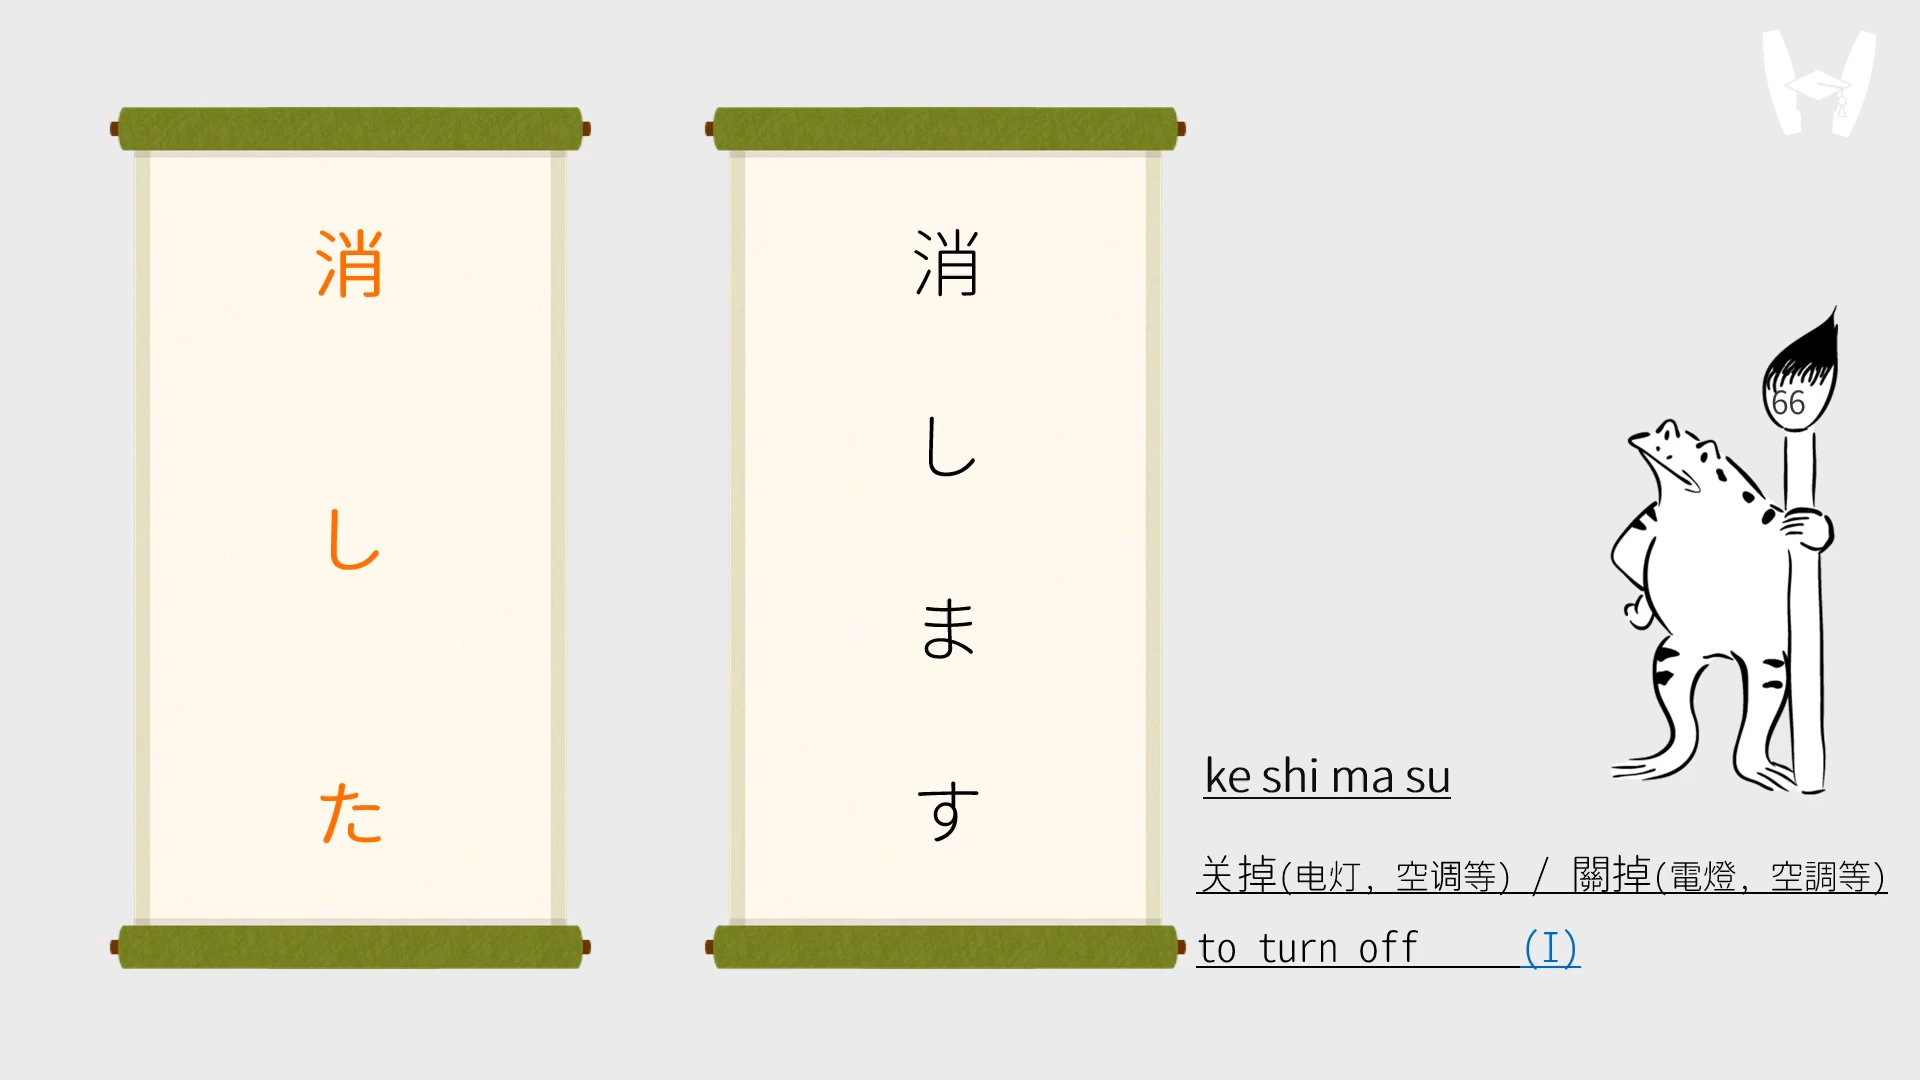 消した
消します
66
ke shi ma su
关掉(电灯, 空调等) / 關掉(電燈, 空調等)
to turn off (I)